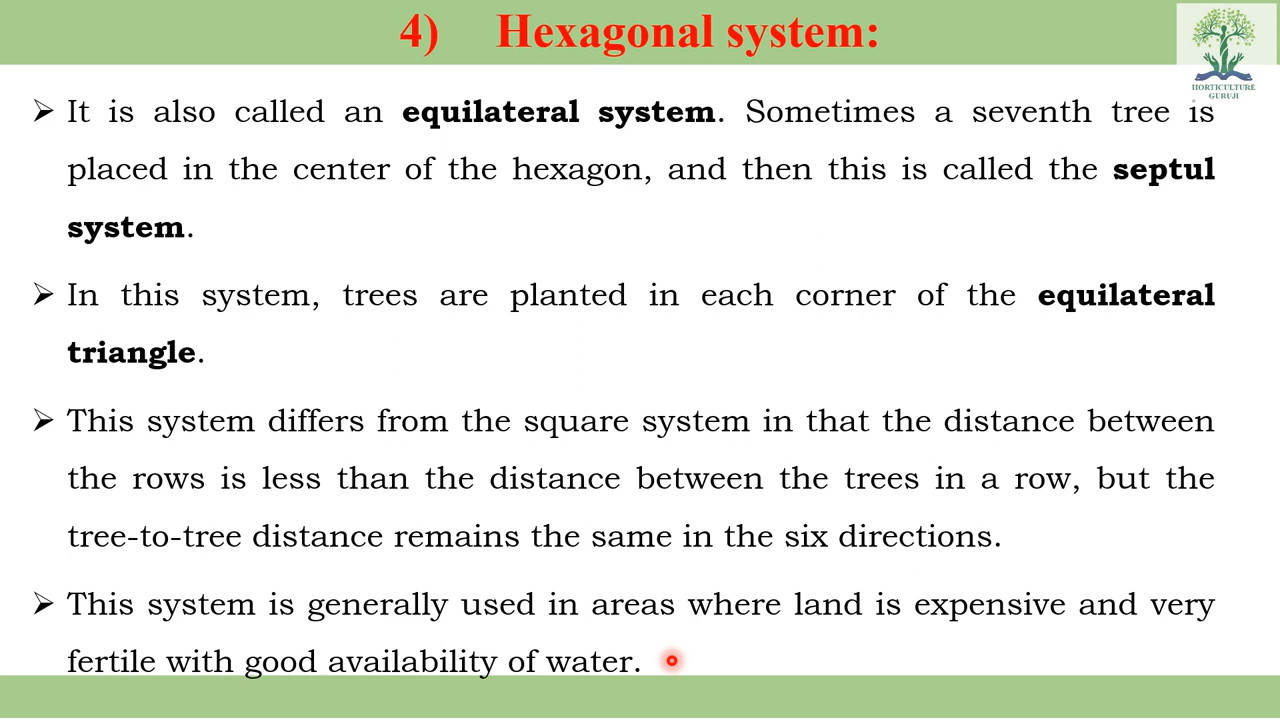 4) Hexagonal system:
HORTICULTURE
GURUJI
➢ It is also called an equilateral system. Sometimes a seventh tree is
placed in the center of the hexagon, and then this is called the septul
system.
➢ In this system, trees are planted in each corner of the equilateral
triangle.
➢ This system differs from the square system in that the distance between
the rows is less than the distance between the trees in a row, but the
tree-to-tree distance remains the same in the six directions.
➢ This system is generally used in areas where land is expensive and very
fertile with good availability of water.